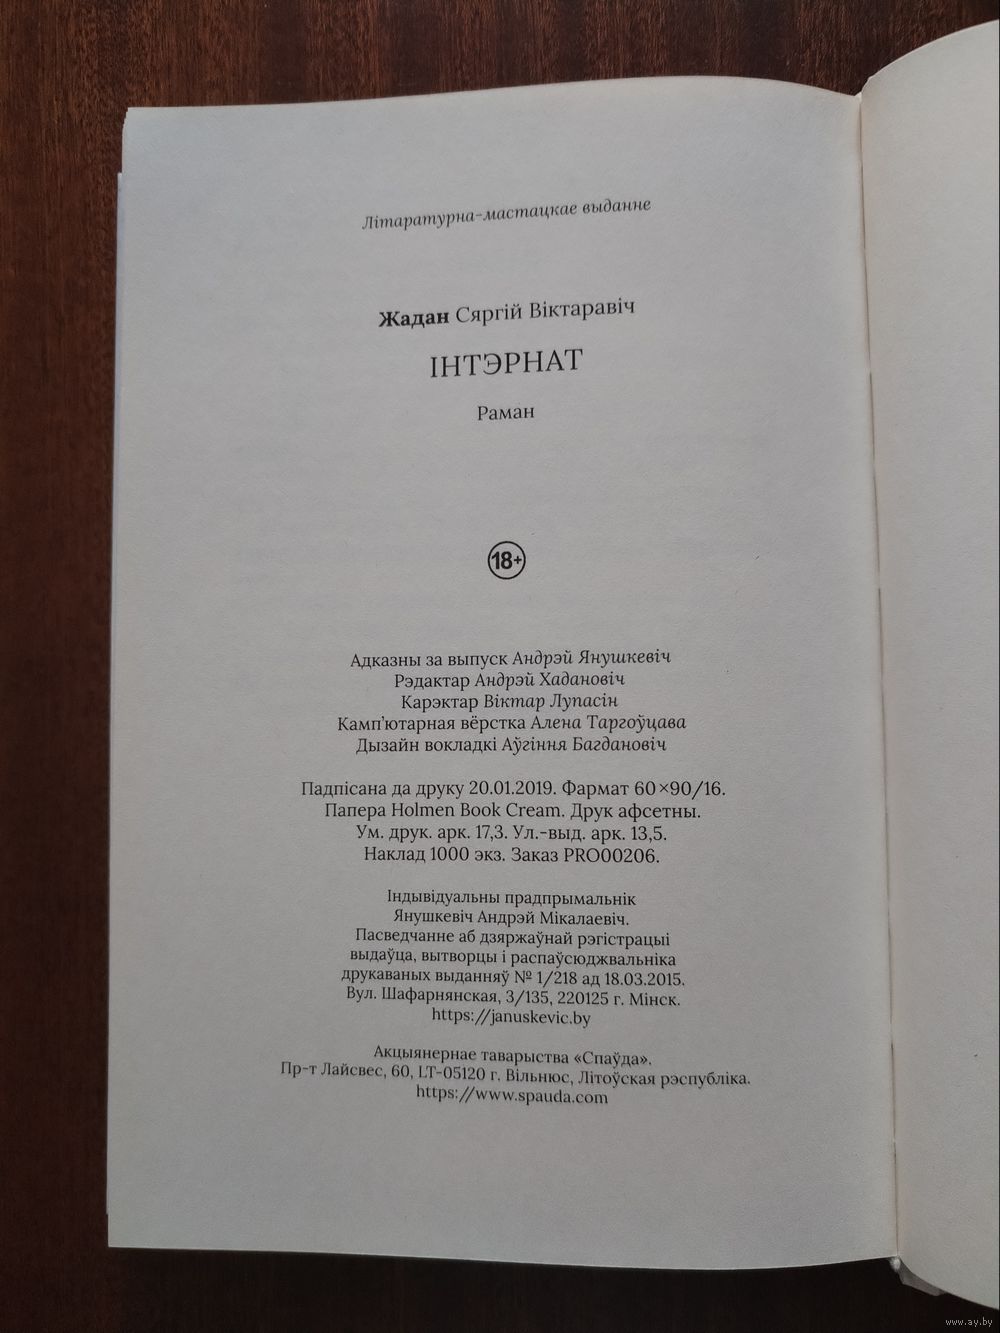 Літаратурна-мастацкае выданне
Жадан Сяргій Віктаравіч
ІНТЭРНАТ
Раман
18+
Адказны за выпуск Андрэй Янушкевіч
Рэдактар Андрэй Хадановіч
Карэктар Віктар Лупасін
Камп'ютарная вёрстка Алена Таргоўцава
Дызайн вокладкі Аўгіння Багдановіч
Падпісана да друку 20.01.2019. Фармат 60×90/16.
Папера Holmen Book Cream. Друк афсетны.
Ум. друк. арк. 17,3. Ул.-выд. арк. 13,5.
Наклад 1000 экз. Заказ PRO00206.
Індывідуальны прадпрымальнік
Янушкевіч Андрэй Мікалаевіч.
Пасведчанне аб дзяржаўнай рэгістрацыі
выдаўца, вытворцы і распаўсюджвальніка
друкаваных выданняў № 1/218 ад 18.03.2015.
Вул. Шафарнянская, 3/135, 220125 г. Мінск.
https://januskevic.by
Акцыянернае таварыства «Спаўда».
Пр-т Лайсвес, 60, LT-05120 г. Вільнюс, Літоўская рэспубліка.
https://www.spauda.com
www.ay.by